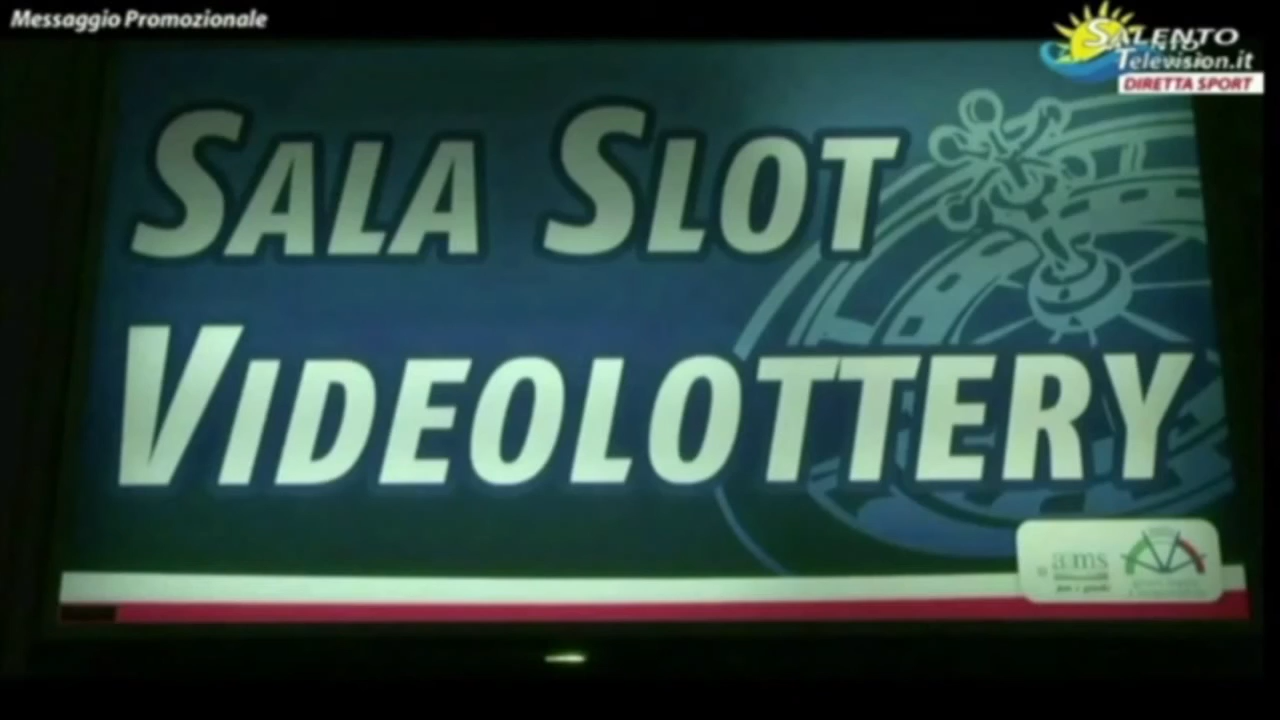 Messaggio Promozionale
SALENTO
Television.it
DIRETTA SPORT
SALA SLOT
VIDEOLOTTERY
aams